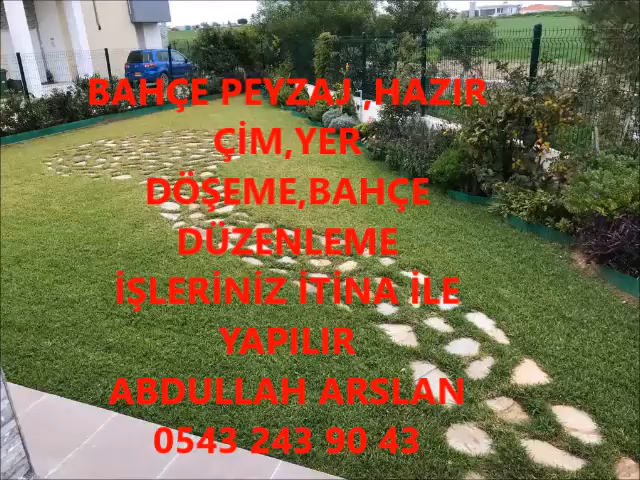 BAHÇE PEYZAJ ,HAZIR
ÇİM,YER
DÖŞEME,BAHÇE
DÜZENLEME
İŞLERİNİZ İTİNA İLE
YAPILIR
ABDULLAH ARSLAN
0543 243 90 43